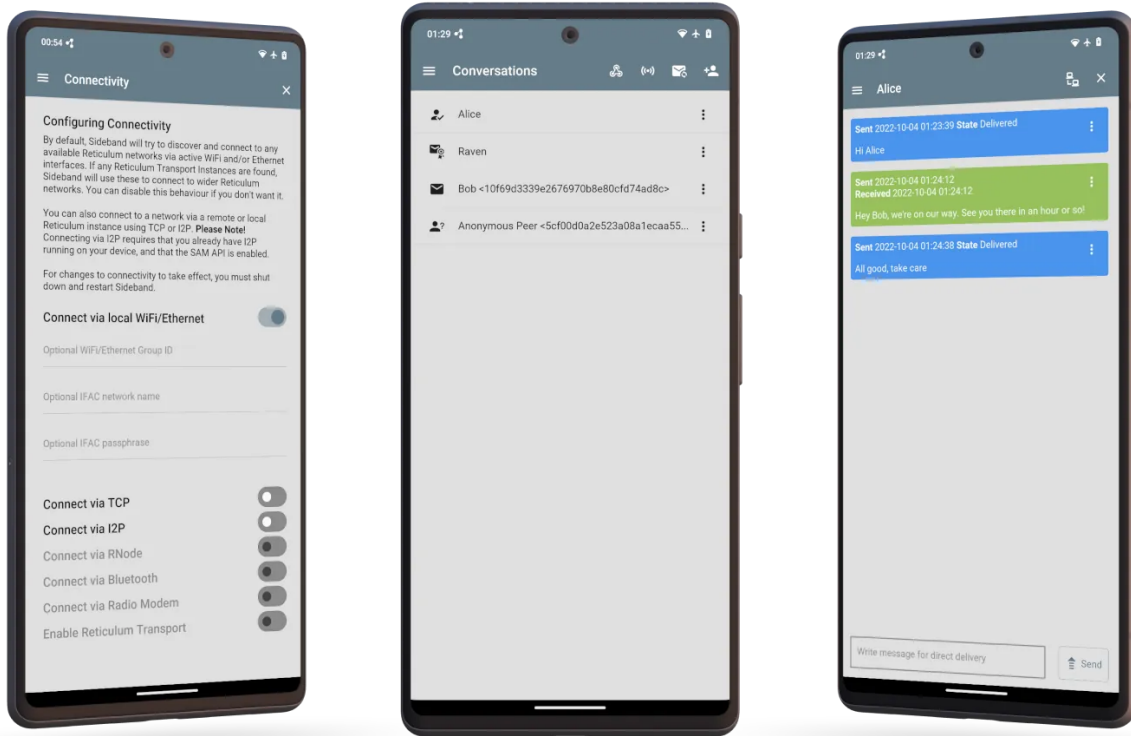 00:54
Connectivity
Configuring Connectivity
By default, Sideband will try to discover and connect to any
available Reticulum networks via active WiFi and/or Ethernet
interfaces. If any Reticulum Transport Instances are found,
Sideband will use these to connect to wider Reticulum
networks. You can disable this behaviour if you don't want it.
You can also connect to a network via a remote or local
Reticulum instance using TCP or I2P. Please Note!
Connecting via I2P requires that you already have I2P
running on your device, and that the SAM API is enabled.
For changes to connectivity to take effect, you must shut
down and restart Sideband.
Connect via local WiFi/Ethernet
Optional WiFi/Ethernet Group ID
Optional IFAC network name
Optional IFAC passphrase
Connect via TCP
Connect via I2P
Connect via RNode
Connect via Bluetooth
Connect via Radio Modem
Enable Reticulum Transport
01:29
Conversations
Alice
Raven
Bob <10f69d3339e2676970b8e80cfd74ad8c>
Anonymous Peer <5cf00d0a2e523a08a1ecaa55...
01:29
Alice
Sent 2022-10-04 01:23:39 State Delivered
Hi Alice
Sent 2022-10-04 01:24:12
Received 2022-10-04 01:24:12
Hey Bob, we're on our way. See you there in an hour or so!
Sent 2022-10-04 01:24:38 State Delivered
All good, take care
Write message for direct delivery
Send